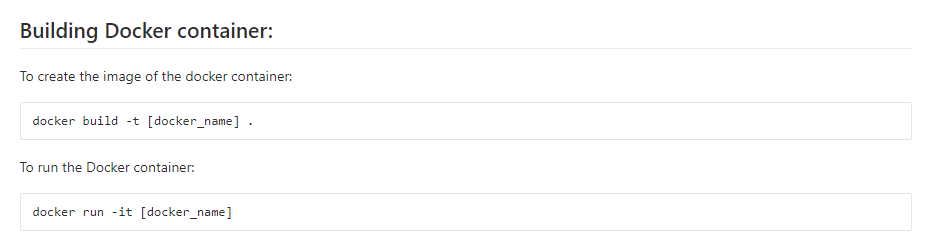 Building Docker container:
To create the image of the docker container:
docker build -t [docker_name] .
To run the Docker container:
docker run -it [docker_name]